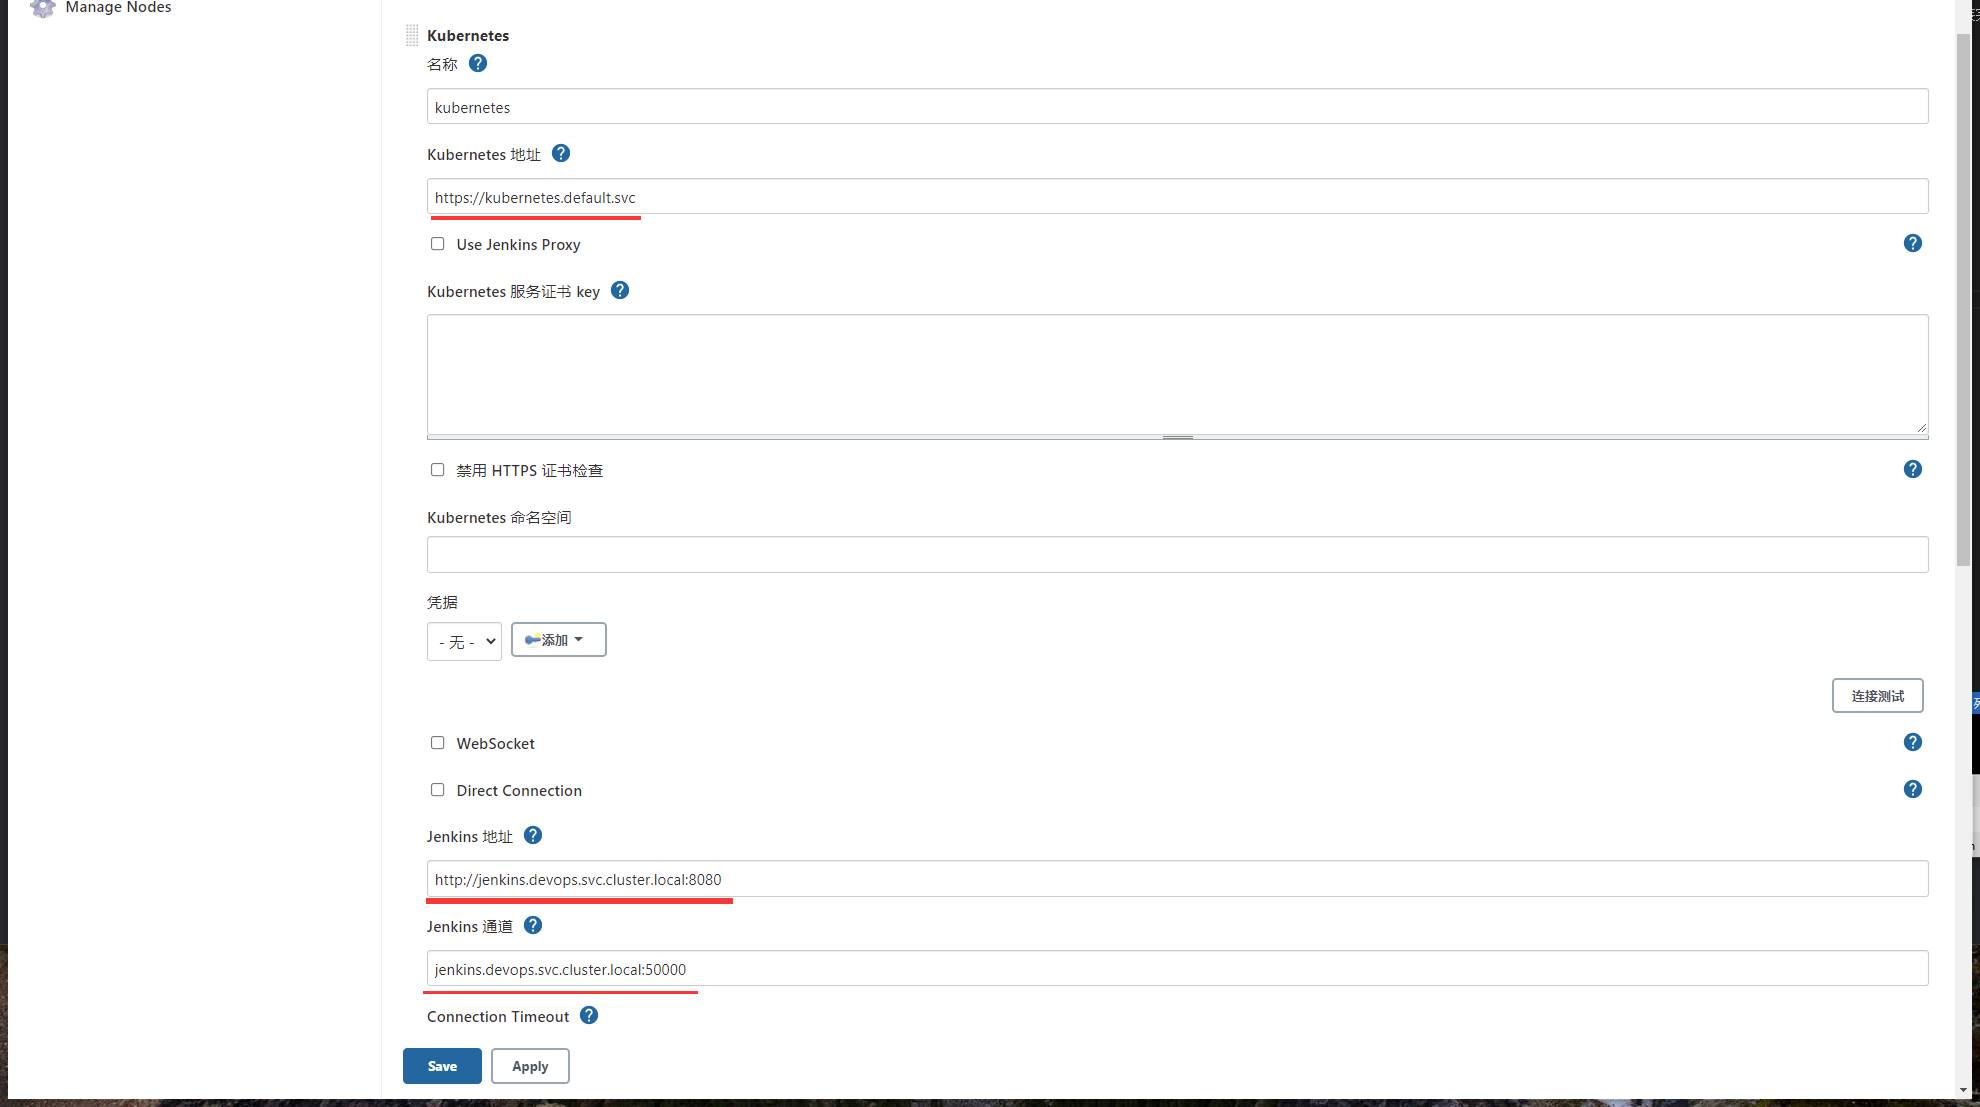 Manage Nodes
Kubernetes
名称
kubernetes
Kubernetes 地址
https://kubernetes.default.svc
Use Jenkins Proxy
Kubernetes 服务证书 key
禁用 HTTPS 证书检查
Kubernetes 命名空间
凭据
- 无 -
添加
连接测试
WebSocket
Direct Connection
Jenkins 地址
http://jenkins.devops.svc.cluster.local:8080
Jenkins 通道
jenkins.devops.svc.cluster.local:50000
Connection Timeout
Save
Apply